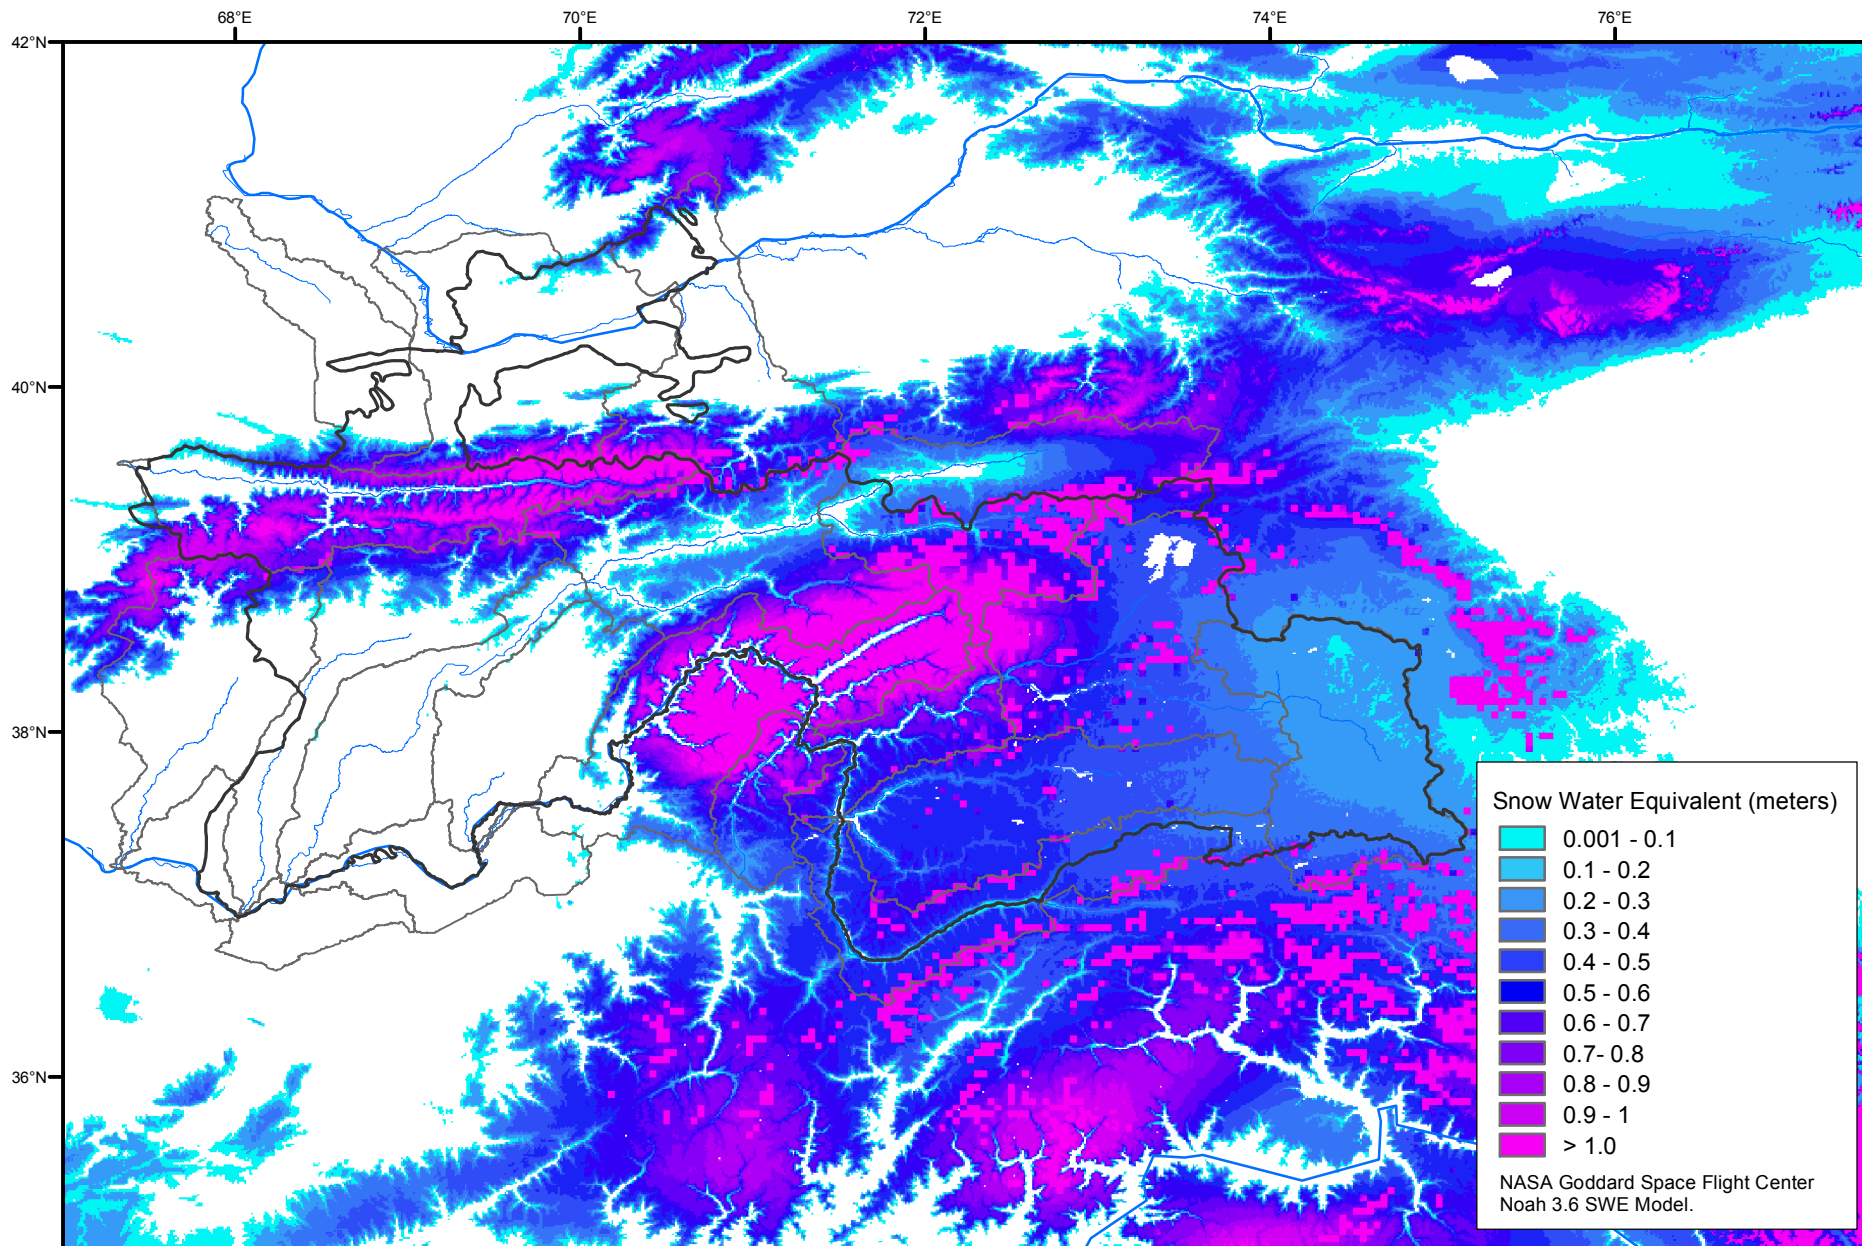 68°E
70°E
72°E
74°E
76°E
42°N
40°N
38°N
36°N
Snow Water Equivalent (meters)
0.001 - 0.1
0.1 - 0.2
0.2 - 0.3
0.3 - 0.4
0.4 - 0.5
0.5 - 0.6
0.6 - 0.7
0.7- 0.8
0.8 - 0.9
0.9 - 1
> 1.0
NASA Goddard Space Flight Center
Noah 3.6 SWE Model.